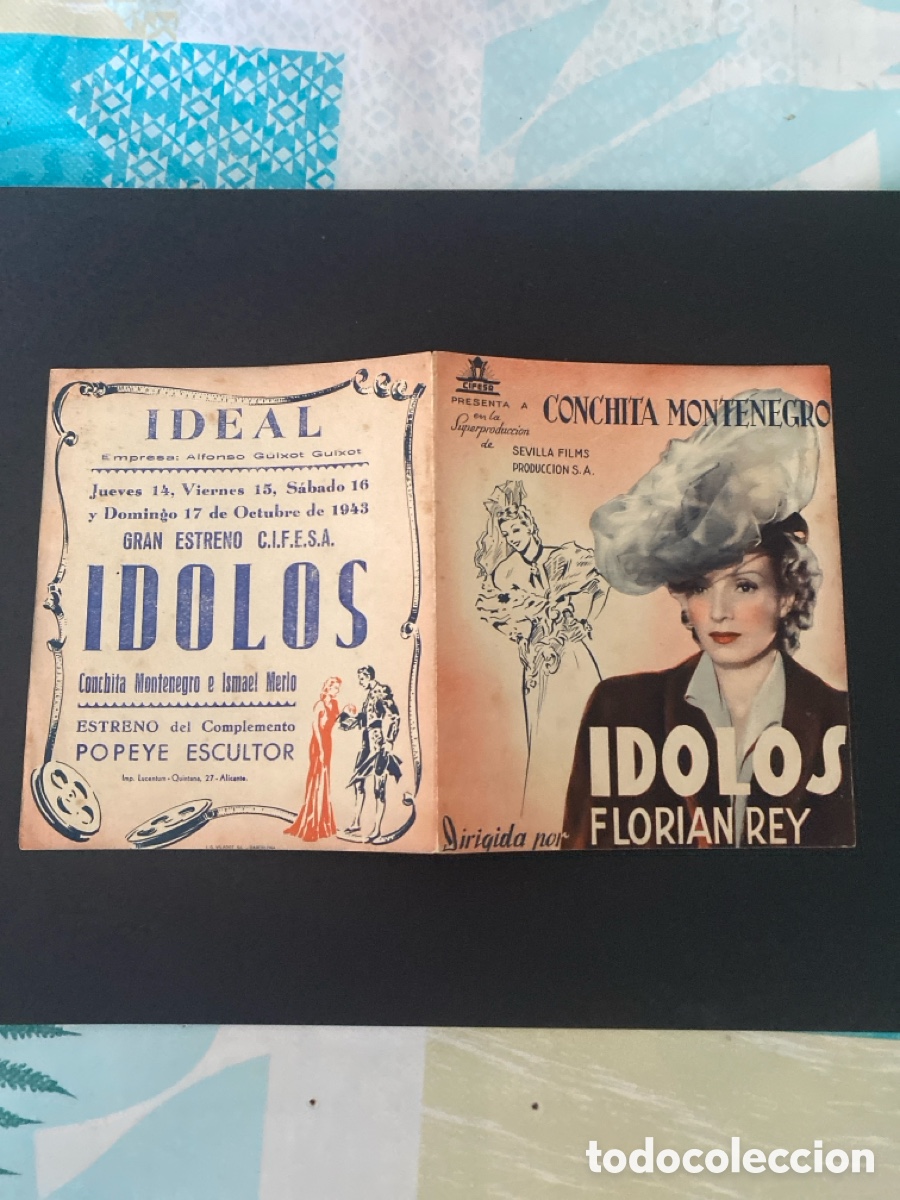 IDEAL
Empresa: Alfonso Guixot Guixot
Jueves 14, Viernes 15, Sábado 16
y Domingo 17 de Octubre de 1943
GRAN ESTRENO C.I.F.E.S.A.
IDOLOS
Conchita Montenegro e Ismael Merlo
ESTRENO del Complemento
POPEYE ESCULTOR
Imp. Lucentum - Quintana, 27 - Alicante.
BARCELONA
CIFESA
PRESENTA A
CONCHITA MONTENEGRO
en la
Superproducción
de
SEVILLA FILMS
PRODUCCION S.A.
IDOLOS
Dirigida por FLORIAN REY
todocoleccion.net